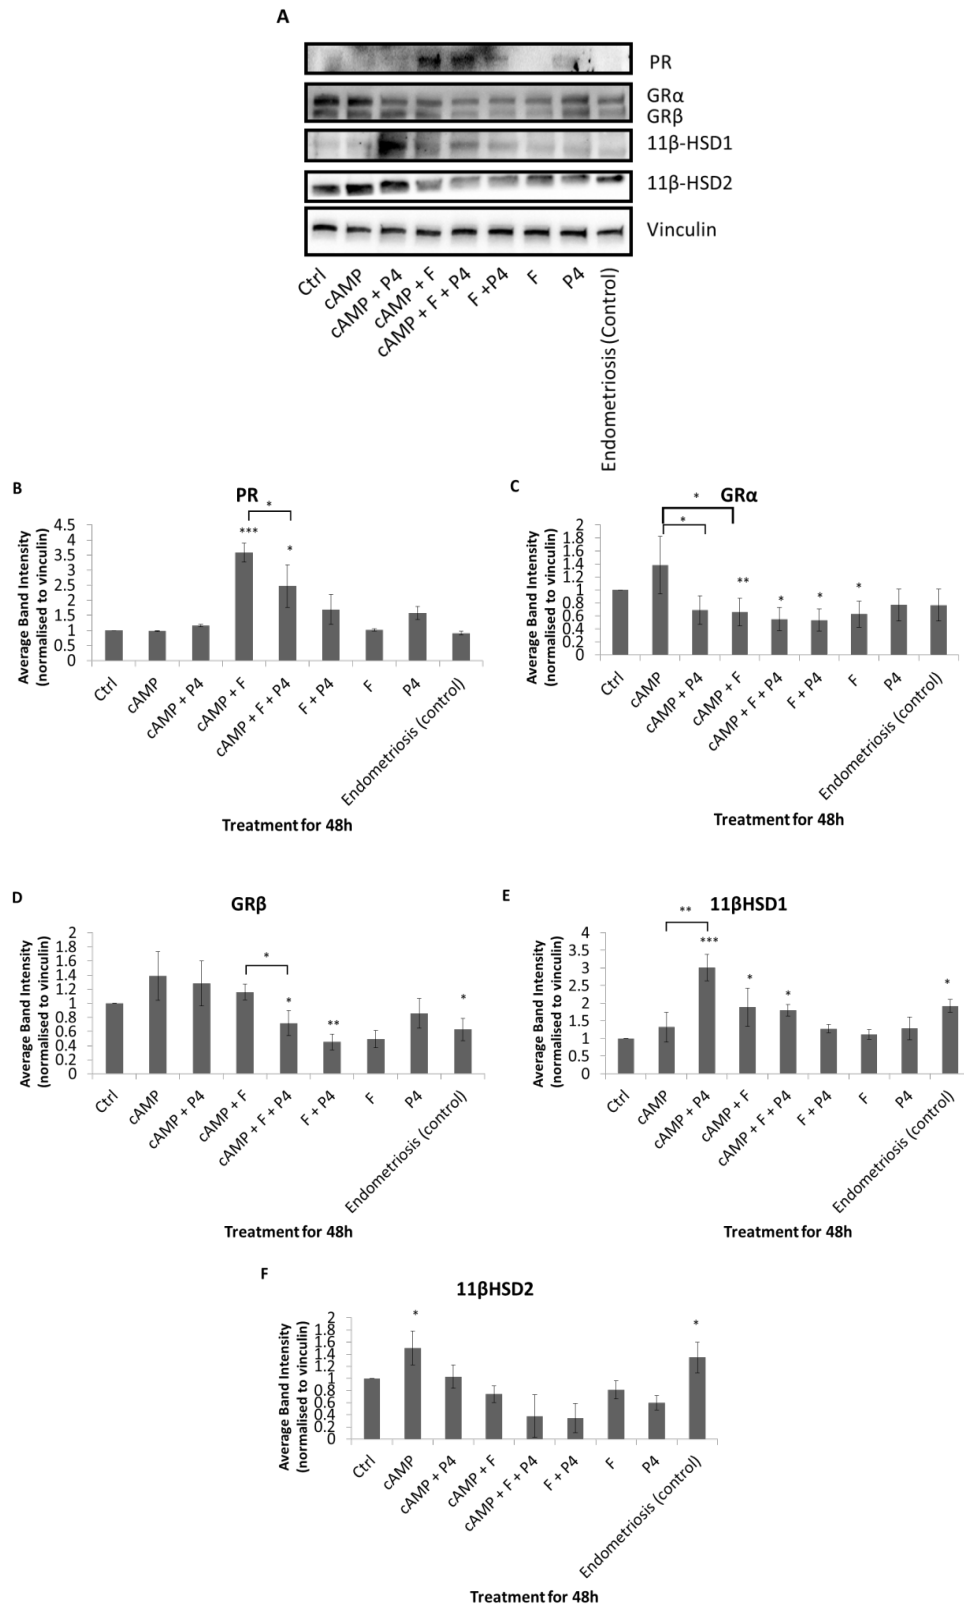 A
PR
GRα
GRβ
11β-HSD1
11β-HSD2
Vinculin
Ctrl
cAMP
cAMP + P4
cAMP + F
cAMP + F + P4
F +P4
F
P4
Endometriosis (Control)
B
PR
*
***
*
Average Band Intensity
(normalised to vinculin)
4.5
3.5
2.5
1.5
1
0.5
0
Ctrl
cAMP
cAMP + P4
cAMP + F
cAMP + F + P4
F + P4
F
P4
Endometriosis (control)
Treatment for 48h
C
GRα
*
*
**
*
*
*
Average Band Intensity
(normalised to vinculin)
2
1.8
1.6
1.4
1.2
1
0.8
0.6
0.4
0.2
0
Ctrl
cAMP
cAMP + P4
cAMP + F
cAMP + F + P4
F + P4
F
P4
Endometriosis (control)
Treatment for 48h
D
GRβ
*
*
**
*
Average Band Intensity
(normalised to vinculin)
2
1.8
1.6
1.4
1.2
1
0.8
0.6
0.4
0.2
0
Ctrl
cAMP
cAMP + P4
cAMP + F
cAMP + F + P4
F + P4
F
P4
Endometriosis (control)
Treatment for 48h
E
11βHSD1
**
***
*
*
*
Average Band Intensity
(normalised to vinculin)
4
3.5
3
2.5
2
1.5
1
0.5
0
Ctrl
cAMP
cAMP + P4
cAMP + F
cAMP + F + P4
F + P4
F
P4
Endometriosis (control)
Treatment for 48h
F
11βHSD2
*
*
Average Band Intensity
(normalised to vinculin)
2
1.8
1.6
1.4
1.2
1
0.8
0.6
0.4
0.2
0
Ctrl
cAMP
cAMP + P4
cAMP + F
cAMP + F + P4
F + P4
F
P4
Endometriosis (control)
Treatment for 48h